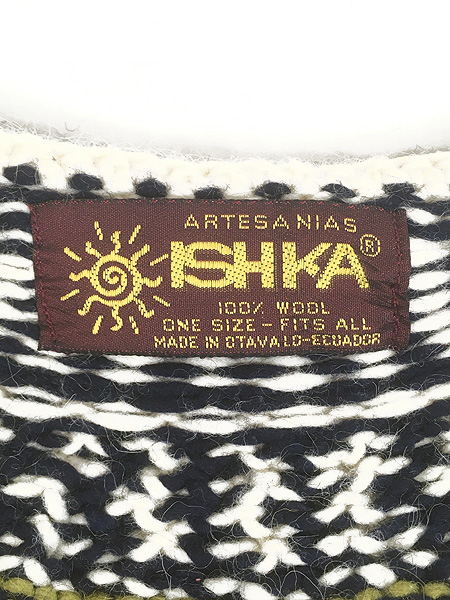 ARTESANIAS
ISHKA®
100% WOOL
ONE SIZE - FITS ALL
MADE IN OTAVALO-ECUADOR